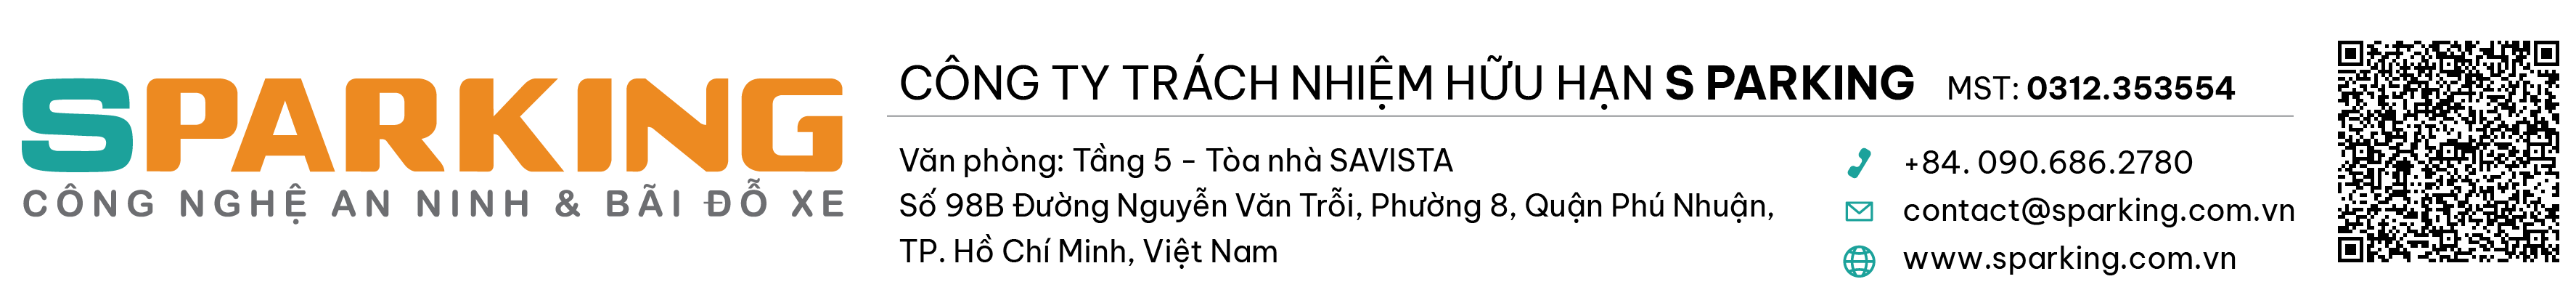 SPARKING
CÔNG NGHỆ AN NINH & BÃI ĐỖ XE
CÔNG TY TRÁCH NHIỆM HỮU HẠN S PARKING MST: 0312.353554
Văn phòng: Tầng 5 - Tòa nhà SAVISTA
Số 98B Đường Nguyễn Văn Trỗi, Phường 8, Quận Phú Nhuận,
TP. Hồ Chí Minh, Việt Nam
+84. 090.686.2780
contact@sparking.com.vn
www.sparking.com.vn